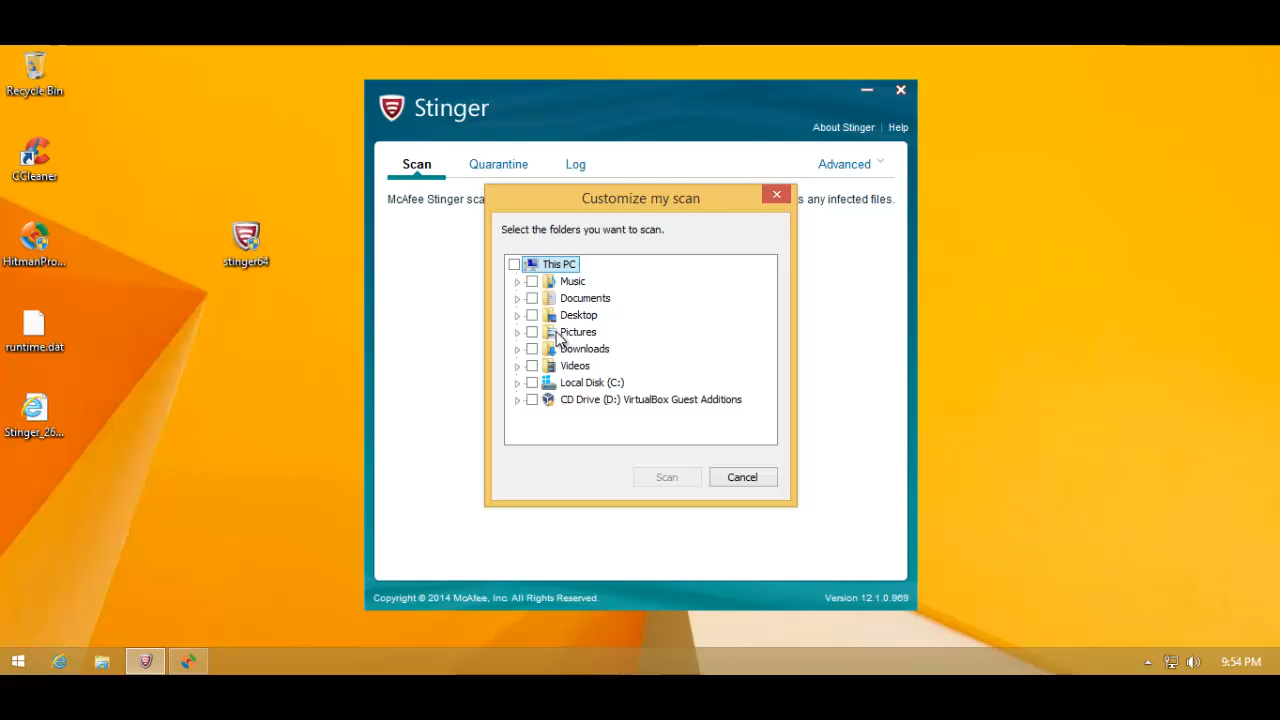 Recycle Bin
CCleaner
HitmanPro...
runtime.dat
Stinger_26...
stinger64
Stinger
About Stinger | Help
Scan Quarantine Log Advanced
McAfee Stinger sca s any infected files.
Customize my scan
Select the folders you want to scan.
This PC
Music
Documents
Desktop
Pictures
Downloads
Videos
Local Disk (C:)
CD Drive (D:) VirtualBox Guest Additions
Scan Cancel
Copyright © 2014 McAfee, Inc. All Rights Reserved. Version 12.1.0.969
9:54 PM